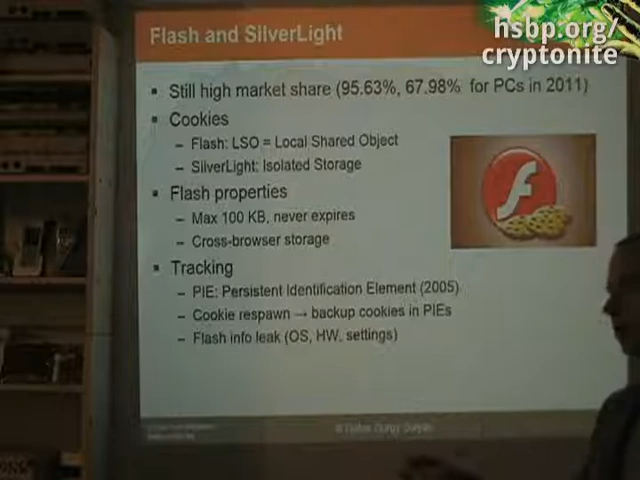 hsbp.org/
cryptonite
Flash and SilverLight
▪ Still high market share (95.63%, 67.98% for PCs in 2011)
▪ Cookies
– Flash: LSO = Local Shared Object
– SilverLight: Isolated Storage
▪ Flash properties
– Max 100 KB, never expires
– Cross-browser storage
▪ Tracking
– PIE: Persistent Identification Element (2005)
– Cookie respawn → backup cookies in PIEs
– Flash info leak (OS, HW, settings)